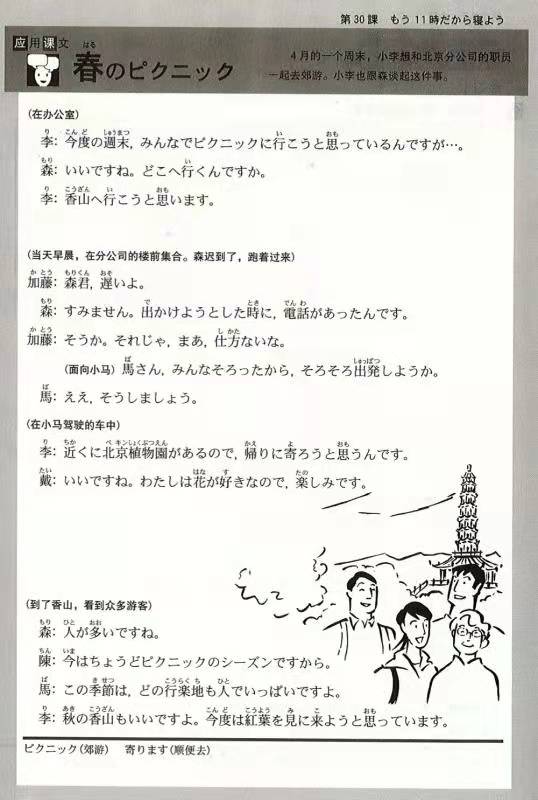 第30課　もう11時だから寝よう
应用课文
春のピクニック
4月的一个周末，小李想和北京分公司的职员
一起去郊游。小李也跟森谈起这件事。
(在办公室)
李：今度の週末，みんなでピクニックに行こうと思っているんですが…。
森：いいですね。どこへ行くんですか。
李：香山へ行こうと思います。
(当天早晨，在分公司的楼前集合。森迟到了，跑着过来)
加藤：森君，遅いよ。
森：すみません。出かけようとした時に，電話があったんです。
加藤：そうか。それじゃ，まあ，仕方ないな。
(面向小马) 馬さん，みんなそろったから，そろそろ出発しようか。
馬：ええ，そうしましょう。
(在小马驾驶的车中)
李：近くに北京植物園があるので，帰りに寄ろうと思うんです。
戴：いいですね。わたしは花が好きなので，楽しみです。
(到了香山，看到众多游客)
森：人が多いですね。
陳：今はちょうどピクニックのシーズンですから。
馬：この季節は，どの行楽地も人でいっぱいですよ。
李：秋の香山もいいですよ。今度は紅葉を見に来ようと思っています。
ピクニック(郊游)　寄ります(顺便去)